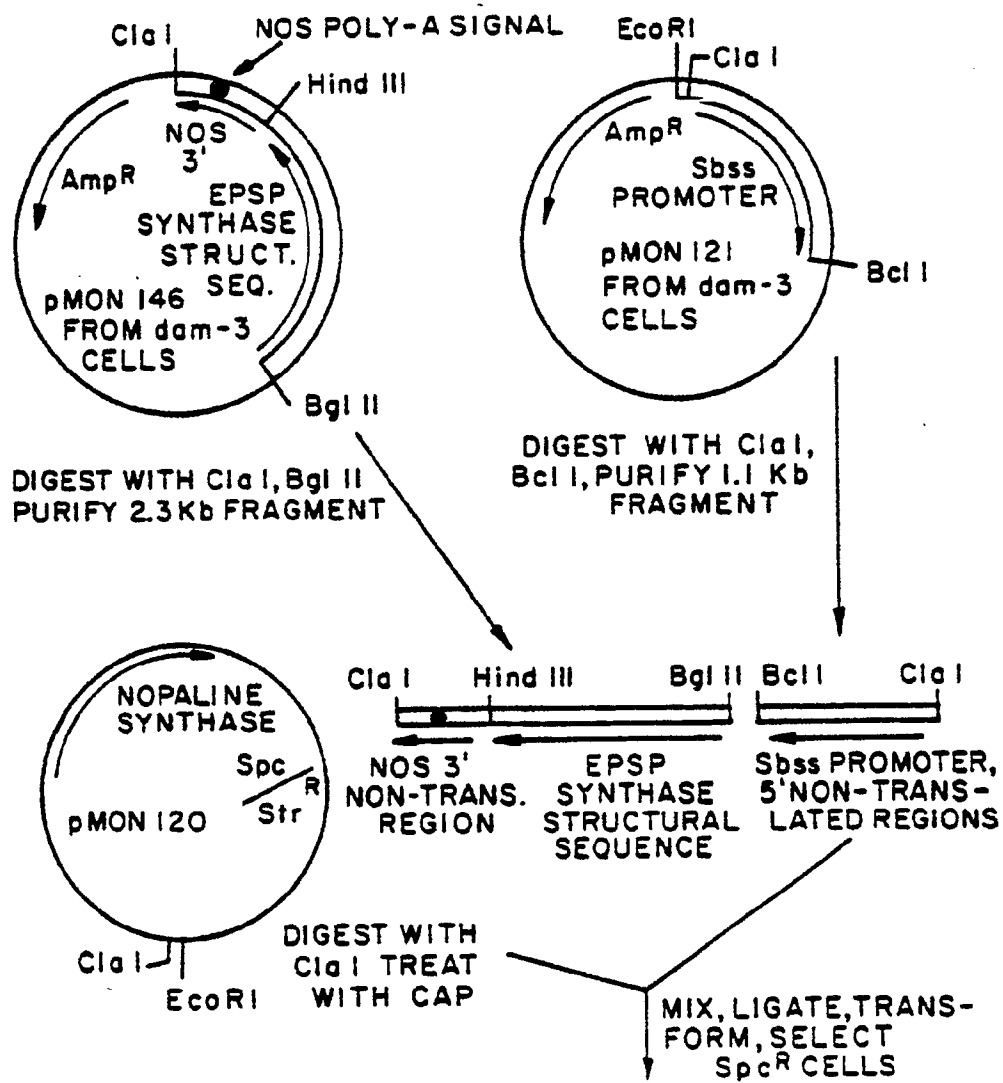 Cla I
NOS POLY-A SIGNAL
Hind III
NOS
3'
AmpR
EPSP
SYNTHASE
STRUCT.
SEQ.
pMON 146
FROM dam-3
CELLS
Bgl II
EcoRI
Cla I
AmpR
Sbss
PROMOTER
pMON 121
FROM dam-3
CELLS
Bcl I
DIGEST WITH Cla I, Bgl II
PURIFY 2.3Kb FRAGMENT
DIGEST WITH Cla I,
Bcl I, PURIFY 1.1 Kb
FRAGMENT
NOPALINE
SYNTHASE
Spc
R
Str
pMON 120
Cla I
EcoRI
Cla I Hind III Bgl II Bcl I Cla I
NOS 3'
NON-TRANS.
REGION
EPSP
SYNTHASE
STRUCTURAL
SEQUENCE
Sbss PROMOTER,
5'NON-TRANS-
LATED REGIONS
DIGEST WITH
Cla I TREAT
WITH CAP
MIX, LIGATE, TRANS-
FORM, SELECT
SpcR CELLS